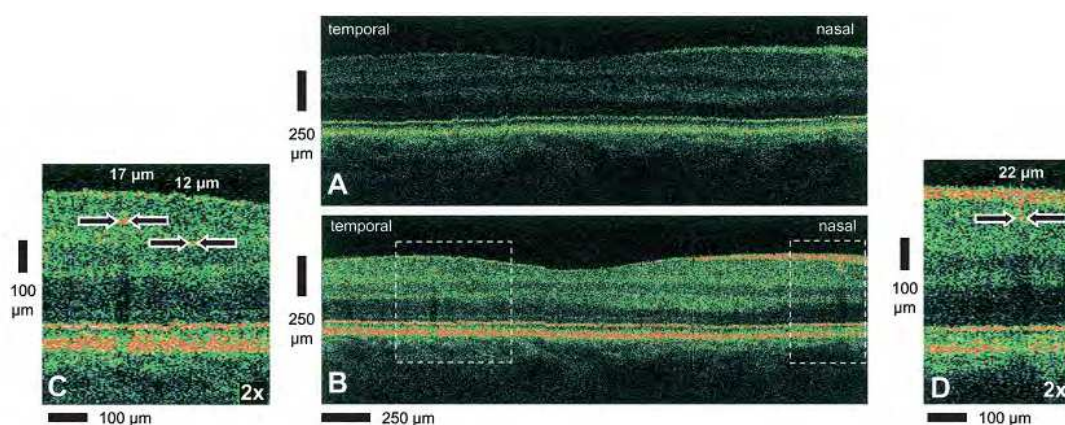 temporal nasal
250
µm
A
temporal nasal
250
µm
B
250 µm
17 µm
12 µm
100
µm
C
2x
100 µm
22 µm
100
µm
D
2x
100 µm